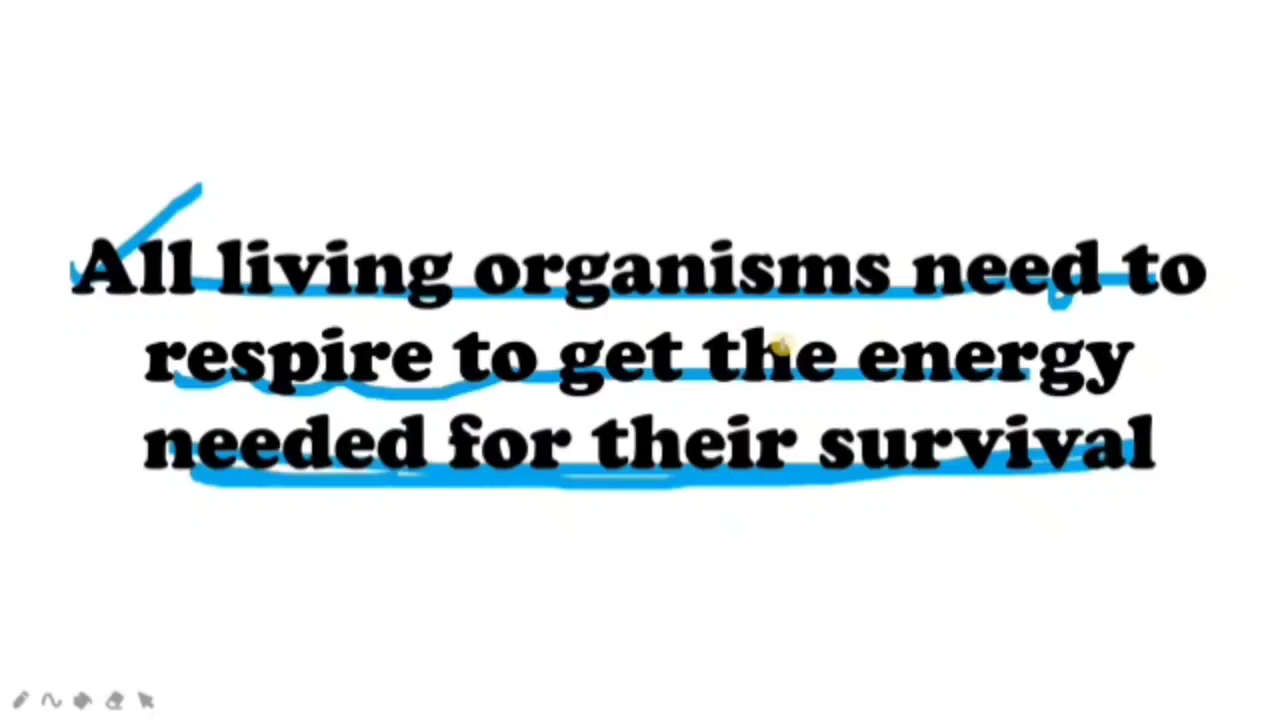 All living organisms need to
respire to get the energy
needed for their survival